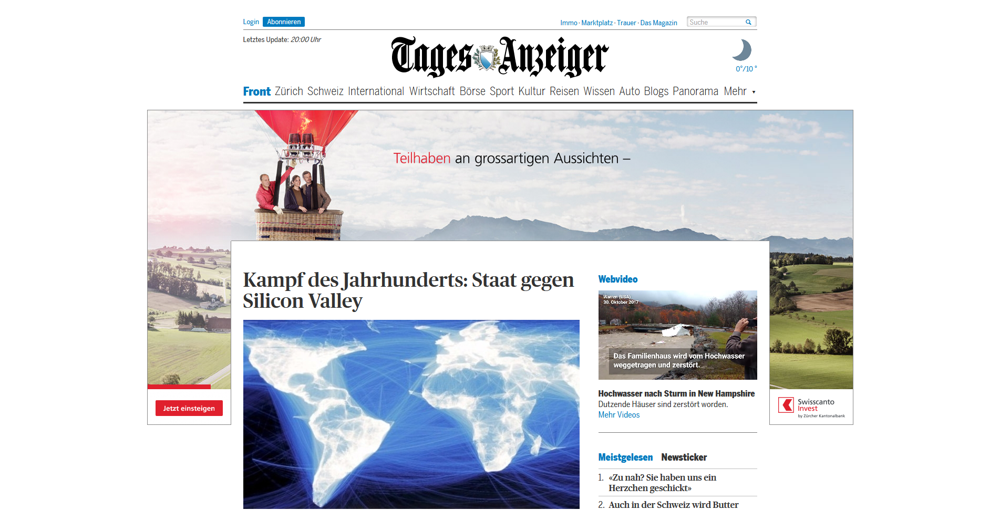 Login Abonnieren
Immo · Marktplatz · Trauer · Das Magazin
Suche
Letztes Update: 20:00 Uhr
Tages Anzeiger
0°/10 °
Front Zürich Schweiz International Wirtschaft Börse Sport Kultur Reisen Wissen Auto Blogs Panorama Mehr
Teilhaben an grossartigen Aussichten –
Jetzt einsteigen
Swisscanto
Invest
by Zürcher Kantonalbank
Kampf des Jahrhunderts: Staat gegen
Silicon Valley
Webvideo
Warren (USA)
30. Oktober 2017
Das Familienhaus wird vom Hochwasser
weggetragen und zerstört.
Hochwasser nach Sturm in New Hampshire
Dutzende Häuser sind zerstört worden.
Mehr Videos
Meistgelesen Newsticker
1. «Zu nah? Sie haben uns ein
Herzchen geschickt»
2. Auch in der Schweiz wird Butter